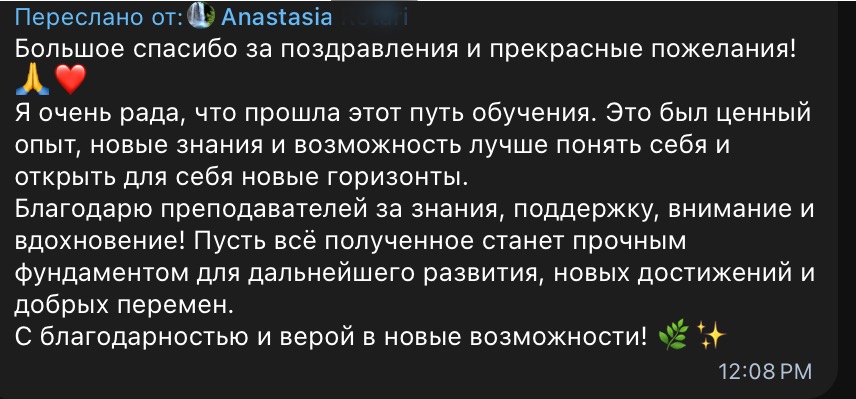 Переслано от: Anastasia
Большое спасибо за поздравления и прекрасные пожелания!
🙏❤️
Я очень рада, что прошла этот путь обучения. Это был ценный
опыт, новые знания и возможность лучше понять себя и
открыть для себя новые горизонты.
Благодарю преподавателей за знания, поддержку, внимание и
вдохновение! Пусть всё полученное станет прочным
фундаментом для дальнейшего развития, новых достижений и
добрых перемен.
С благодарностью и верой в новые возможности! 🌿✨
12:08 PM